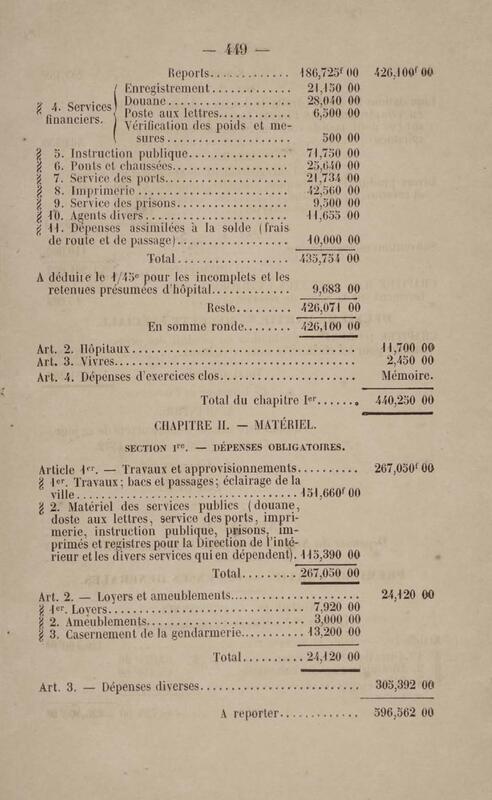 — 449 —
Reports............. 186,725f 00 426,100f 00
§ 4. Services financiers.
Enregistrement............. 21,150 00
Douane.................... 28,040 00
Poste aux lettres............ 6,500 00
Vérification des poids et me-
sures..................... 500 00
§ 5. Instruction publique................ 71,750 00
§ 6. Ponts et chaussées.................. 25,640 00
§ 7. Service des ports................... 21,734 00
§ 8. Imprimerie........................ 42,560 00
§ 9. Service des prisons................. 9,500 00
§ 10. Agents divers...................... 11,655 00
§ 11. Dépenses assimilées à la solde (frais
de route et de passage)................. 10,000 00
Total................. 435,754 00
A déduire le 1/45e pour les incomplets et les
retenues présumées d'hôpital............. 9,683 00
Reste........ 426,071 00
En somme ronde........ 426,100 00
Art. 2. Hôpitaux.................................... 11,700 00
Art. 3. Vivres...................................... 2,450 00
Art. 4. Dépenses d'exercices clos...................... Mémoire.
Total du chapitre Ier....... 440,250 00
CHAPITRE II. — MATÉRIEL.
SECTION Ire. — DÉPENSES OBLIGATOIRES.
Article 1er. — Travaux et approvisionnements.......... 267,050f 00
§ 1er. Travaux; bacs et passages; éclairage de la
ville................................... 151,660f 00
§ 2. Matériel des services publics (douane,
doste aux lettres, service des ports, impri-
merie, instruction publique, prisons, im-
primés et registres pour la Direction de l'inté-
rieur et les divers services qui en dépendent). 115,390 00
Total......... 267,050 00
Art. 2. — Loyers et ameublements..................... 24,120 00
§ 1er. Loyers.............................. 7,920 00
§ 2. Ameublements........................ 3,000 00
§ 3. Casernement de la gendarmerie.......... 13,200 00
Total.......... 24,120 00
Art. 3. — Dépenses diverses.......................... 305,392 00
A reporter............. 596,562 00